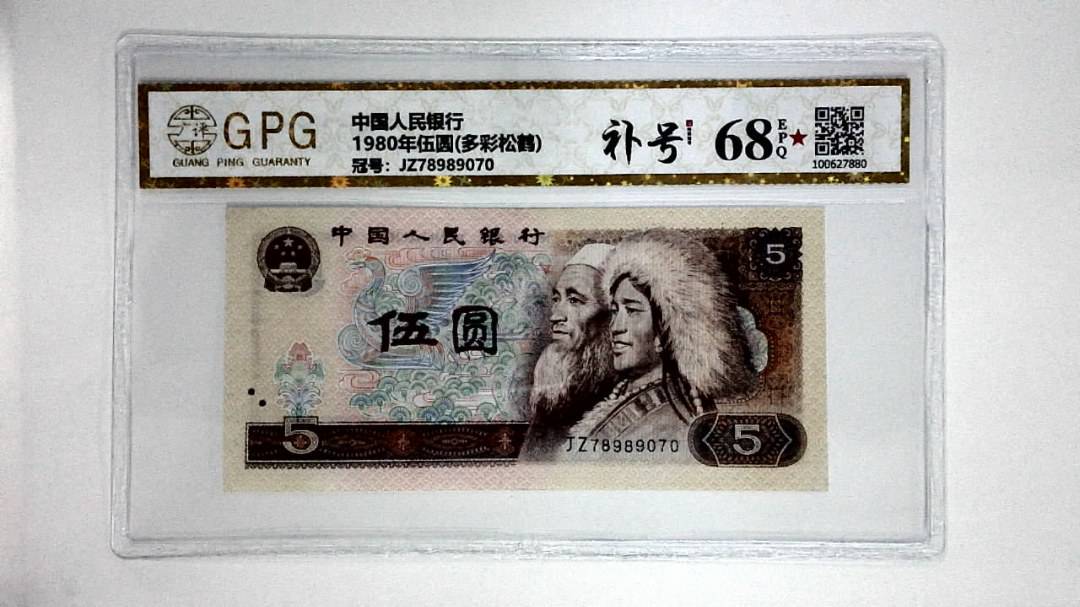 GPG
GUANG PING GUARANTY
中国人民银行
1980年伍圆(多彩松鹤)
冠号：JZ78989070
补号
68
EPQ
100627880
中国人民银行
5
伍圆
5
JZ78989070
5